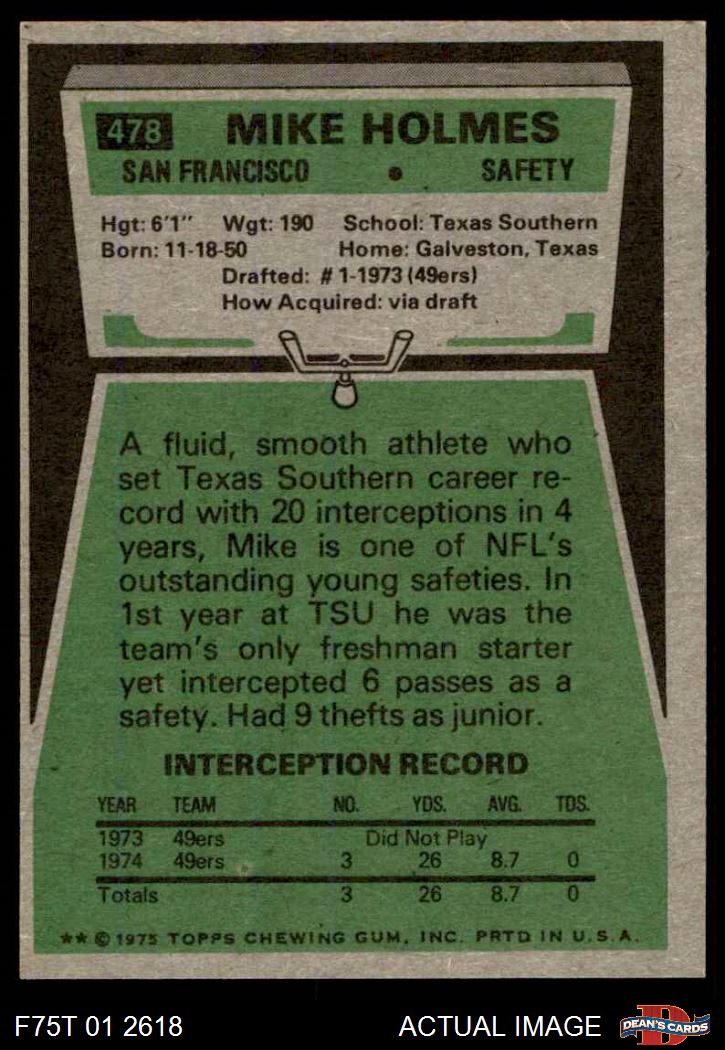 478 MIKE HOLMES
SAN FRANCISCO • SAFETY
Hgt: 6'1" Wgt: 190 School: Texas Southern
Born: 11-18-50 Home: Galveston, Texas
Drafted: # 1-1973 (49ers)
How Acquired: via draft
A fluid, smooth athlete who
set Texas Southern career re-
cord with 20 interceptions in 4
years, Mike is one of NFL's
outstanding young safeties. In
1st year at TSU he was the
team's only freshman starter
yet intercepted 6 passes as a
safety. Had 9 thefts as junior.
INTERCEPTION RECORD
YEAR TEAM NO. YDS. AVG. TDS.
1973 49ers Did Not Play
1974 49ers 3 26 8.7 0
Totals 3 26 8.7 0
** © 1975 TOPPS CHEWING GUM, INC. PRTD IN U.S.A.
F75T 01 2618 ACTUAL IMAGE D DEAN'S CARDS